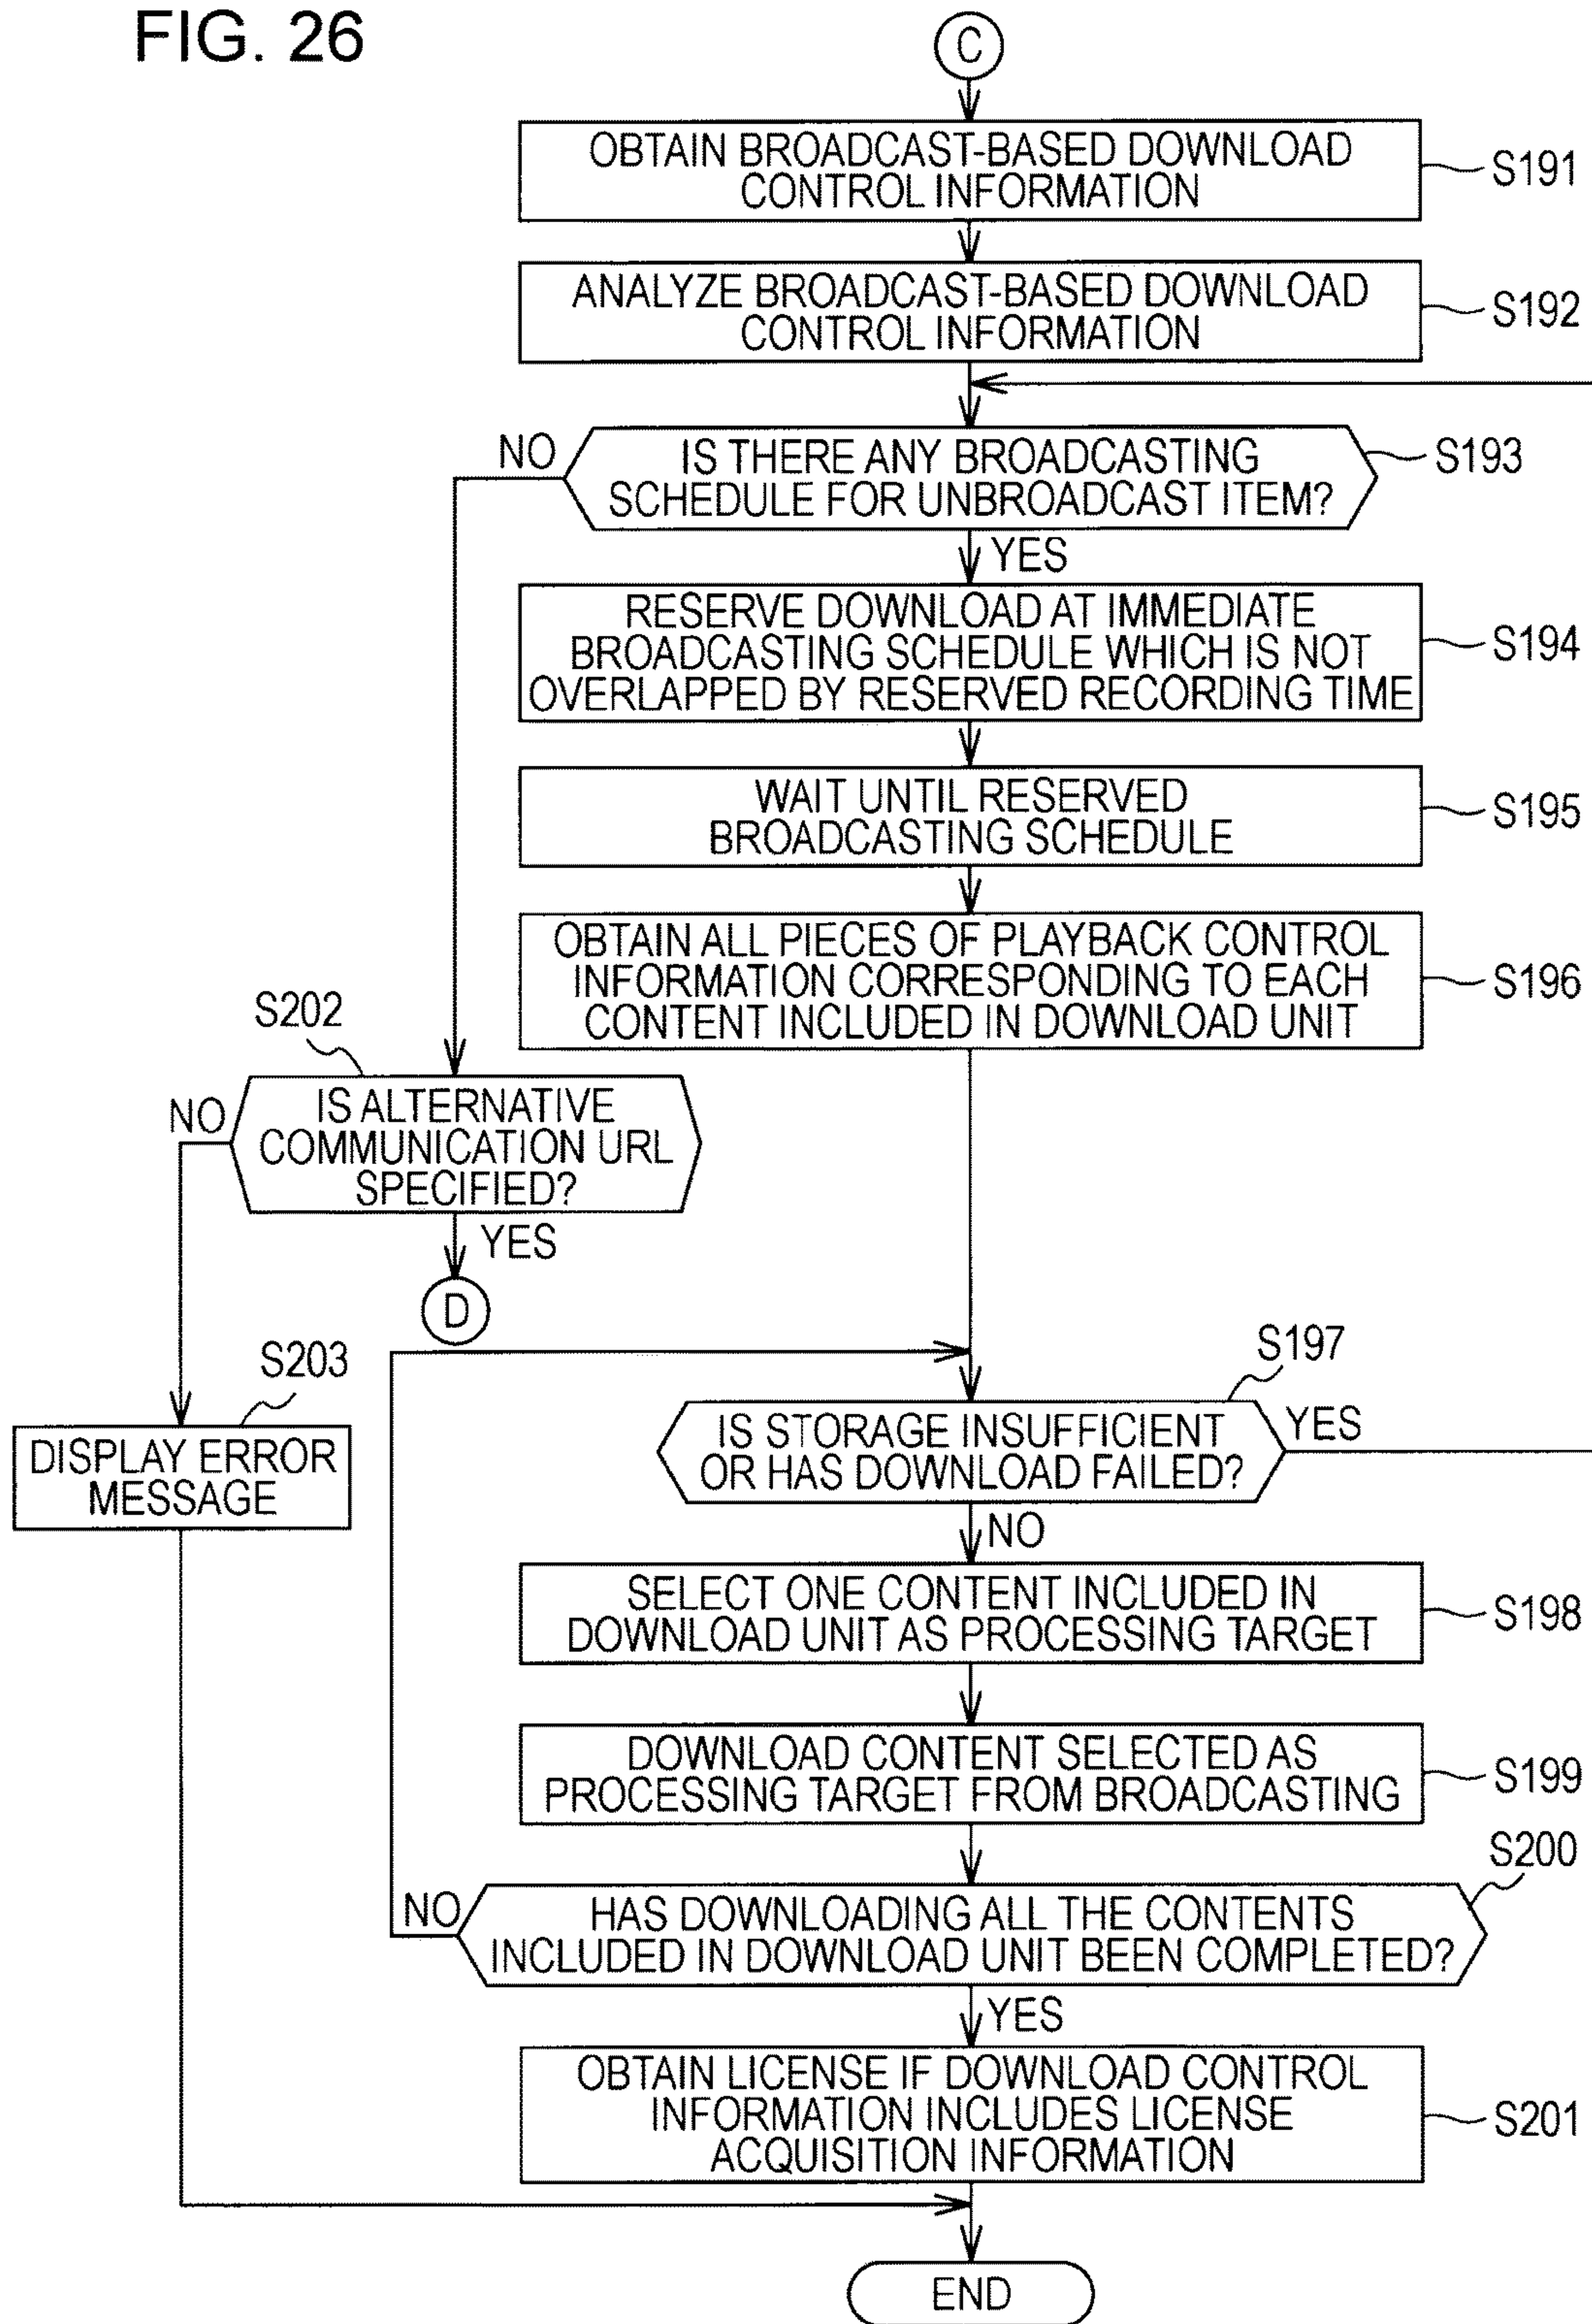 FIG. 26
C
OBTAIN BROADCAST-BASED DOWNLOAD
CONTROL INFORMATION
S191
ANALYZE BROADCAST-BASED DOWNLOAD
CONTROL INFORMATION
S192
NO
IS THERE ANY BROADCASTING
SCHEDULE FOR UNBROADCAST ITEM?
S193
YES
RESERVE DOWNLOAD AT IMMEDIATE
BROADCASTING SCHEDULE WHICH IS NOT
OVERLAPPED BY RESERVED RECORDING TIME
S194
WAIT UNTIL RESERVED
BROADCASTING SCHEDULE
S195
OBTAIN ALL PIECES OF PLAYBACK CONTROL
INFORMATION CORRESPONDING TO EACH
CONTENT INCLUDED IN DOWNLOAD UNIT
S196
S202
NO
IS ALTERNATIVE
COMMUNICATION URL
SPECIFIED?
YES
D
S203
DISPLAY ERROR
MESSAGE
S197
IS STORAGE INSUFFICIENT
OR HAS DOWNLOAD FAILED?
YES
NO
SELECT ONE CONTENT INCLUDED IN
DOWNLOAD UNIT AS PROCESSING TARGET
S198
DOWNLOAD CONTENT SELECTED AS
PROCESSING TARGET FROM BROADCASTING
S199
S200
NO
HAS DOWNLOADING ALL THE CONTENTS
INCLUDED IN DOWNLOAD UNIT BEEN COMPLETED?
YES
OBTAIN LICENSE IF DOWNLOAD CONTROL
INFORMATION INCLUDES LICENSE
ACQUISITION INFORMATION
S201
END